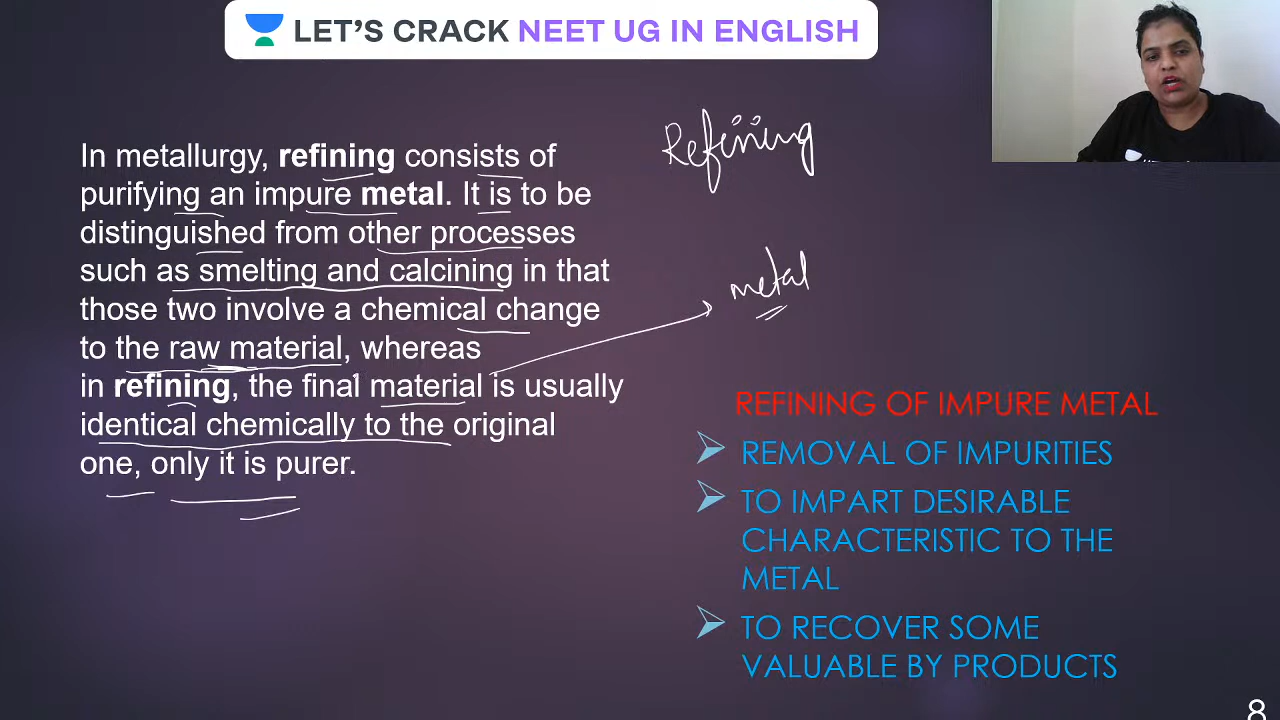 LET'S CRACK NEET UG IN ENGLISH
In metallurgy, refining consists of
purifying an impure metal. It is to be
distinguished from other processes
such as smelting and calcining in that
those two involve a chemical change
to the raw material, whereas
in refining, the final material is usually
identical chemically to the original
one, only it is purer.
Refining
metal
REFINING OF IMPURE METAL
REMOVAL OF IMPURITIES
TO IMPART DESIRABLE
CHARACTERISTIC TO THE
METAL
TO RECOVER SOME
VALUABLE BY PRODUCTS
8